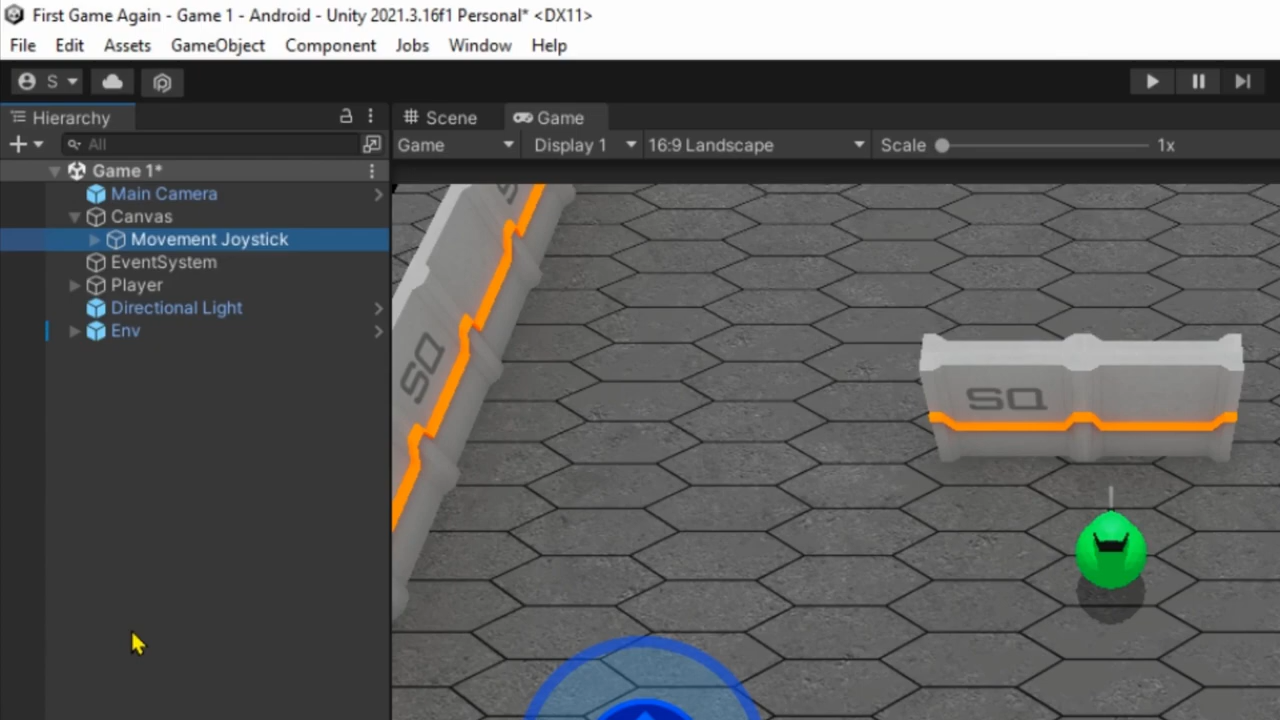 First Game Again - Game 1 - Android - Unity 2021.3.16f1 Personal* <DX11>
File Edit Assets GameObject Component Jobs Window Help
S
Hierarchy
Scene Game
All
Game Display 1 16:9 Landscape Scale 1x
Game 1*
Main Camera
Canvas
Movement Joystick
EventSystem
Player
Directional Light
Env
SQ
SQ
SQ